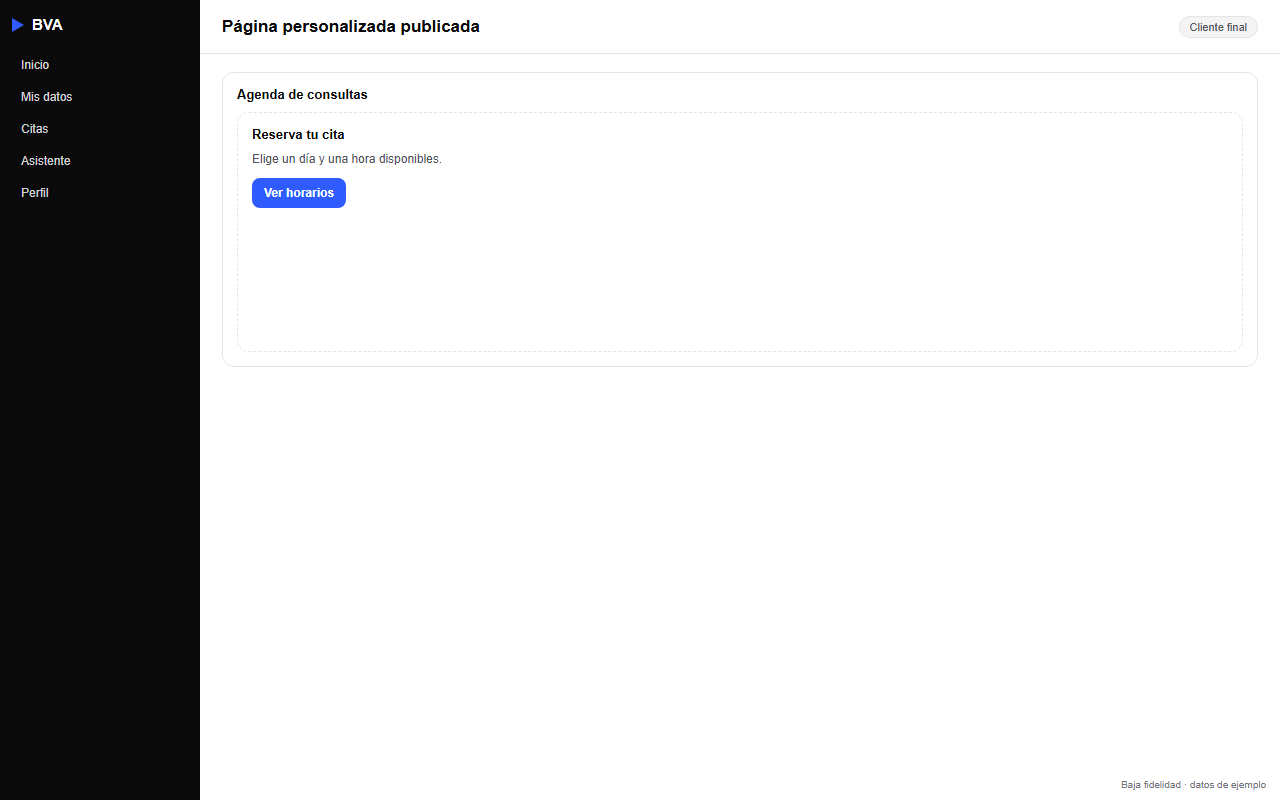 BVA
Inicio
Mis datos
Citas
Asistente
Perfil
Página personalizada publicada
Cliente final
Agenda de consultas
Reserva tu cita
Elige un día y una hora disponibles.
Ver horarios
Baja fidelidad · datos de ejemplo